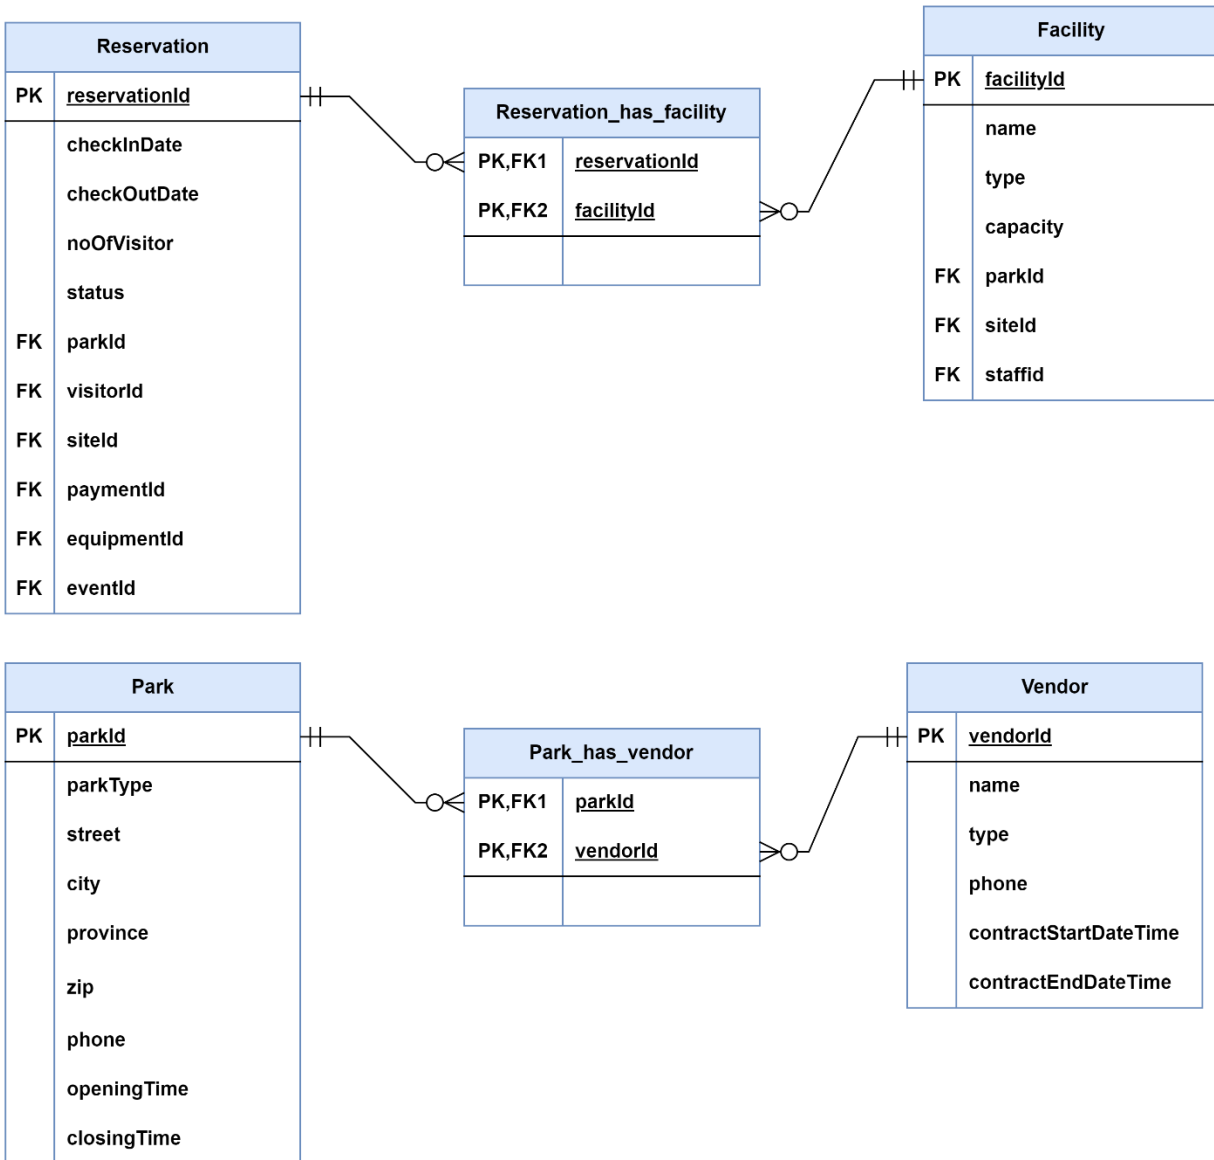 Reservation
PK reservationId
checkInDate
checkOutDate
noOfVisitor
status
FK parkId
FK visitorId
FK siteId
FK paymentId
FK equipmentId
FK eventId
Reservation_has_facility
PK,FK1 reservationId
PK,FK2 facilityId
Facility
PK facilityId
name
type
capacity
FK parkId
FK siteId
FK staffid
Park
PK parkId
parkType
street
city
province
zip
phone
openingTime
closingTime
Park_has_vendor
PK,FK1 parkId
PK,FK2 vendorId
Vendor
PK vendorId
name
type
phone
contractStartDateTime
contractEndDateTime